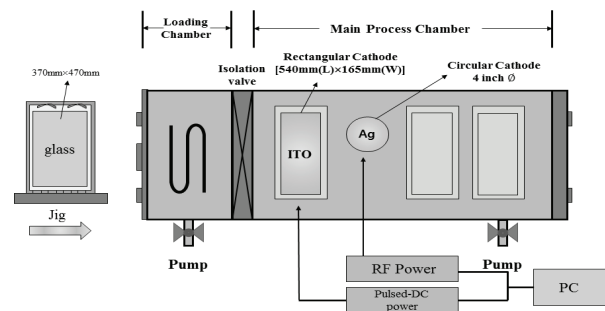 Loading
Chamber
Main Process Chamber
370mm×470mm
Isolation
valve
Rectangular Cathode
[540mm(L)×165mm(W)]
Circular Cathode
4 inch Ø
glass
ITO
Ag
Jig
Pump
RF Power
Pump
Pulsed-DC
power
PC